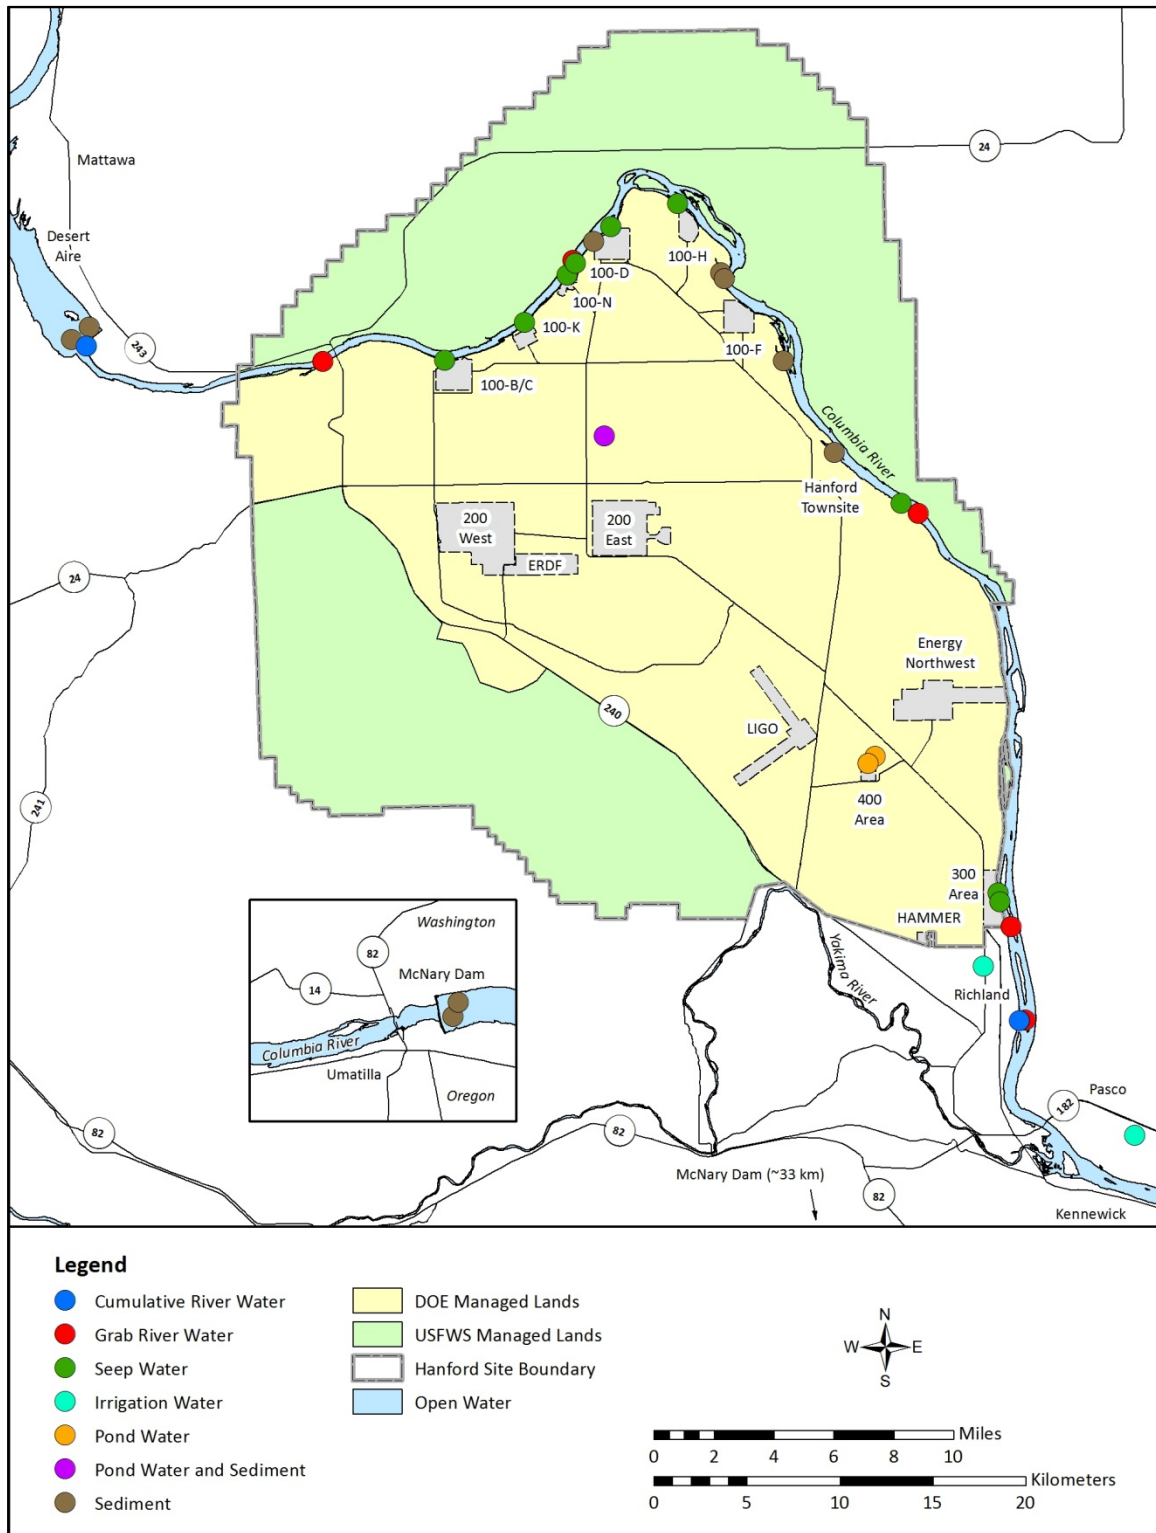 24
Mattawa
Desert
Aire
243
100-H
100-D
100-N
100-K
100-F
100-B/C
Columbia River
Hanford
Townsite
200
West
200
East
ERDF
24
Energy
Northwest
240
LIGO
241
400
Area
300
Area
HAMMER
Yakima River
Richland
Washington
82
McNary Dam
14
Columbia River
Umatilla
Oregon
Pasco
182
82
82
McNary Dam (~33 km)
82
Kennewick
Legend
Cumulative River Water
Grab River Water
Seep Water
Irrigation Water
Pond Water
Pond Water and Sediment
Sediment
DOE Managed Lands
USFWS Managed Lands
Hanford Site Boundary
Open Water
N
W E
S
Miles
0 2 4 6 8 10
Kilometers
0 5 10 15 20